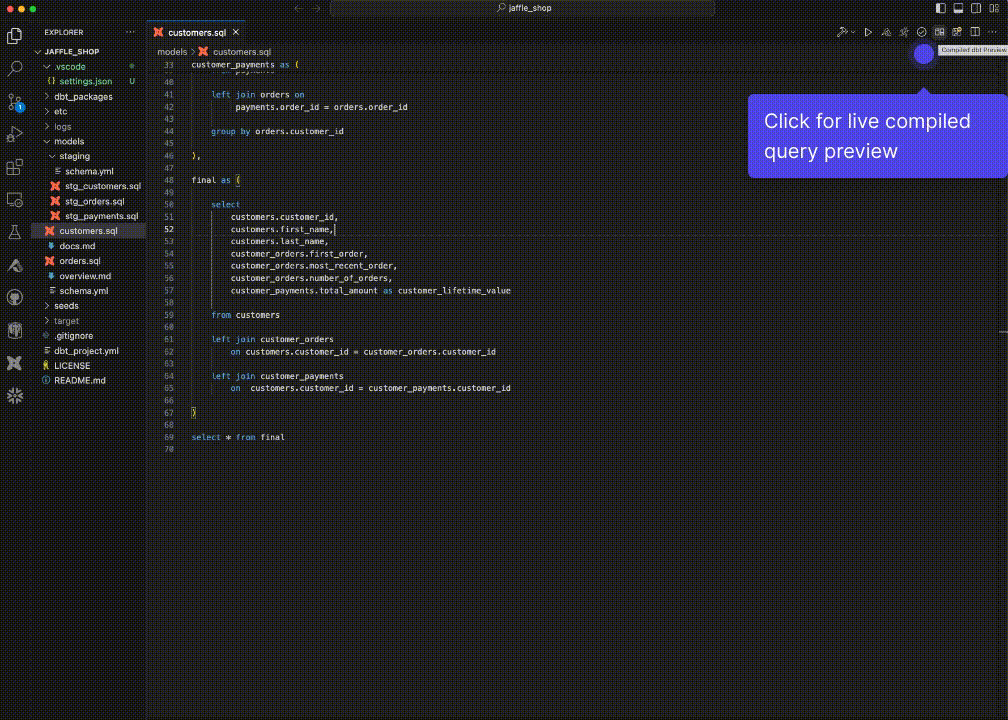 jaffle_shop
EXPLORER
JAFFLE_SHOP
.vscode
settings.json U
dbt_packages
etc
logs
models
staging
schema.yml
stg_customers.sql
stg_orders.sql
stg_payments.sql
customers.sql
docs.md
orders.sql
overview.md
schema.yml
seeds
target
.gitignore
dbt_project.yml
LICENSE
README.md
1
customers.sql
models > customers.sql
Compiled dbt Preview
Click for live compiled
query preview
33 customer_payments as (
40
41 left join orders on
42 payments.order_id = orders.order_id
43
44 group by orders.customer_id
45
46 ),
47
48 final as (
49
50 select
51 customers.customer_id,
52 customers.first_name,
53 customers.last_name,
54 customer_orders.first_order,
55 customer_orders.most_recent_order,
56 customer_orders.number_of_orders,
57 customer_payments.total_amount as customer_lifetime_value
58
59 from customers
60
61 left join customer_orders
62 on customers.customer_id = customer_orders.customer_id
63
64 left join customer_payments
65 on customers.customer_id = customer_payments.customer_id
66
67 )
68
69 select * from final
70